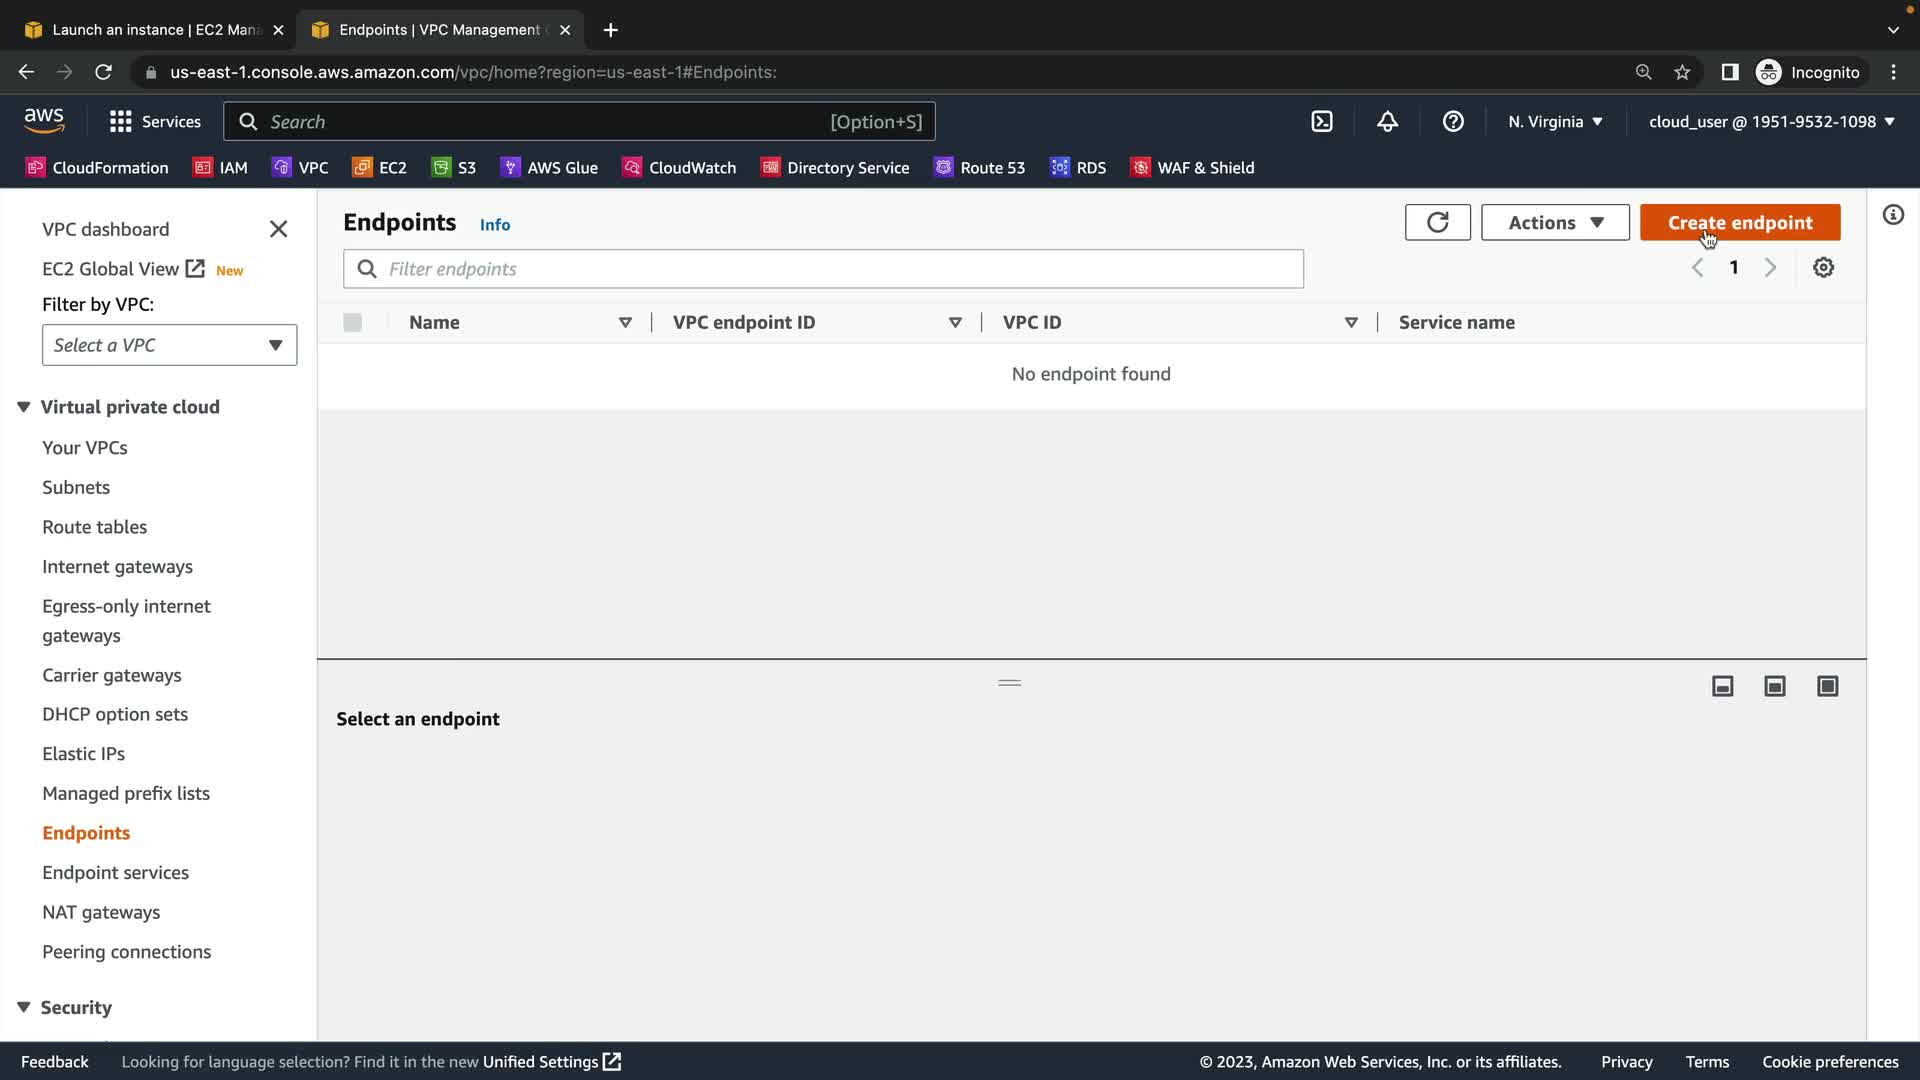 Launch an instance | EC2 Mana
Endpoints | VPC Management
us-east-1.console.aws.amazon.com/vpc/home?region=us-east-1#Endpoints:
Incognito
aws
Services
Search
[Option+S]
N. Virginia
cloud_user @ 1951-9532-1098
CloudFormation
IAM
VPC
EC2
S3
AWS Glue
CloudWatch
Directory Service
Route 53
RDS
WAF & Shield
VPC dashboard
EC2 Global View New
Filter by VPC:
Select a VPC
Virtual private cloud
Your VPCs
Subnets
Route tables
Internet gateways
Egress-only internet
gateways
Carrier gateways
DHCP option sets
Elastic IPs
Managed prefix lists
Endpoints
Endpoint services
NAT gateways
Peering connections
Security
Endpoints Info
Actions
Create endpoint
Filter endpoints
1
Name
VPC endpoint ID
VPC ID
Service name
No endpoint found
Select an endpoint
Feedback
Looking for language selection? Find it in the new Unified Settings
© 2023, Amazon Web Services, Inc. or its affiliates.
Privacy
Terms
Cookie preferences